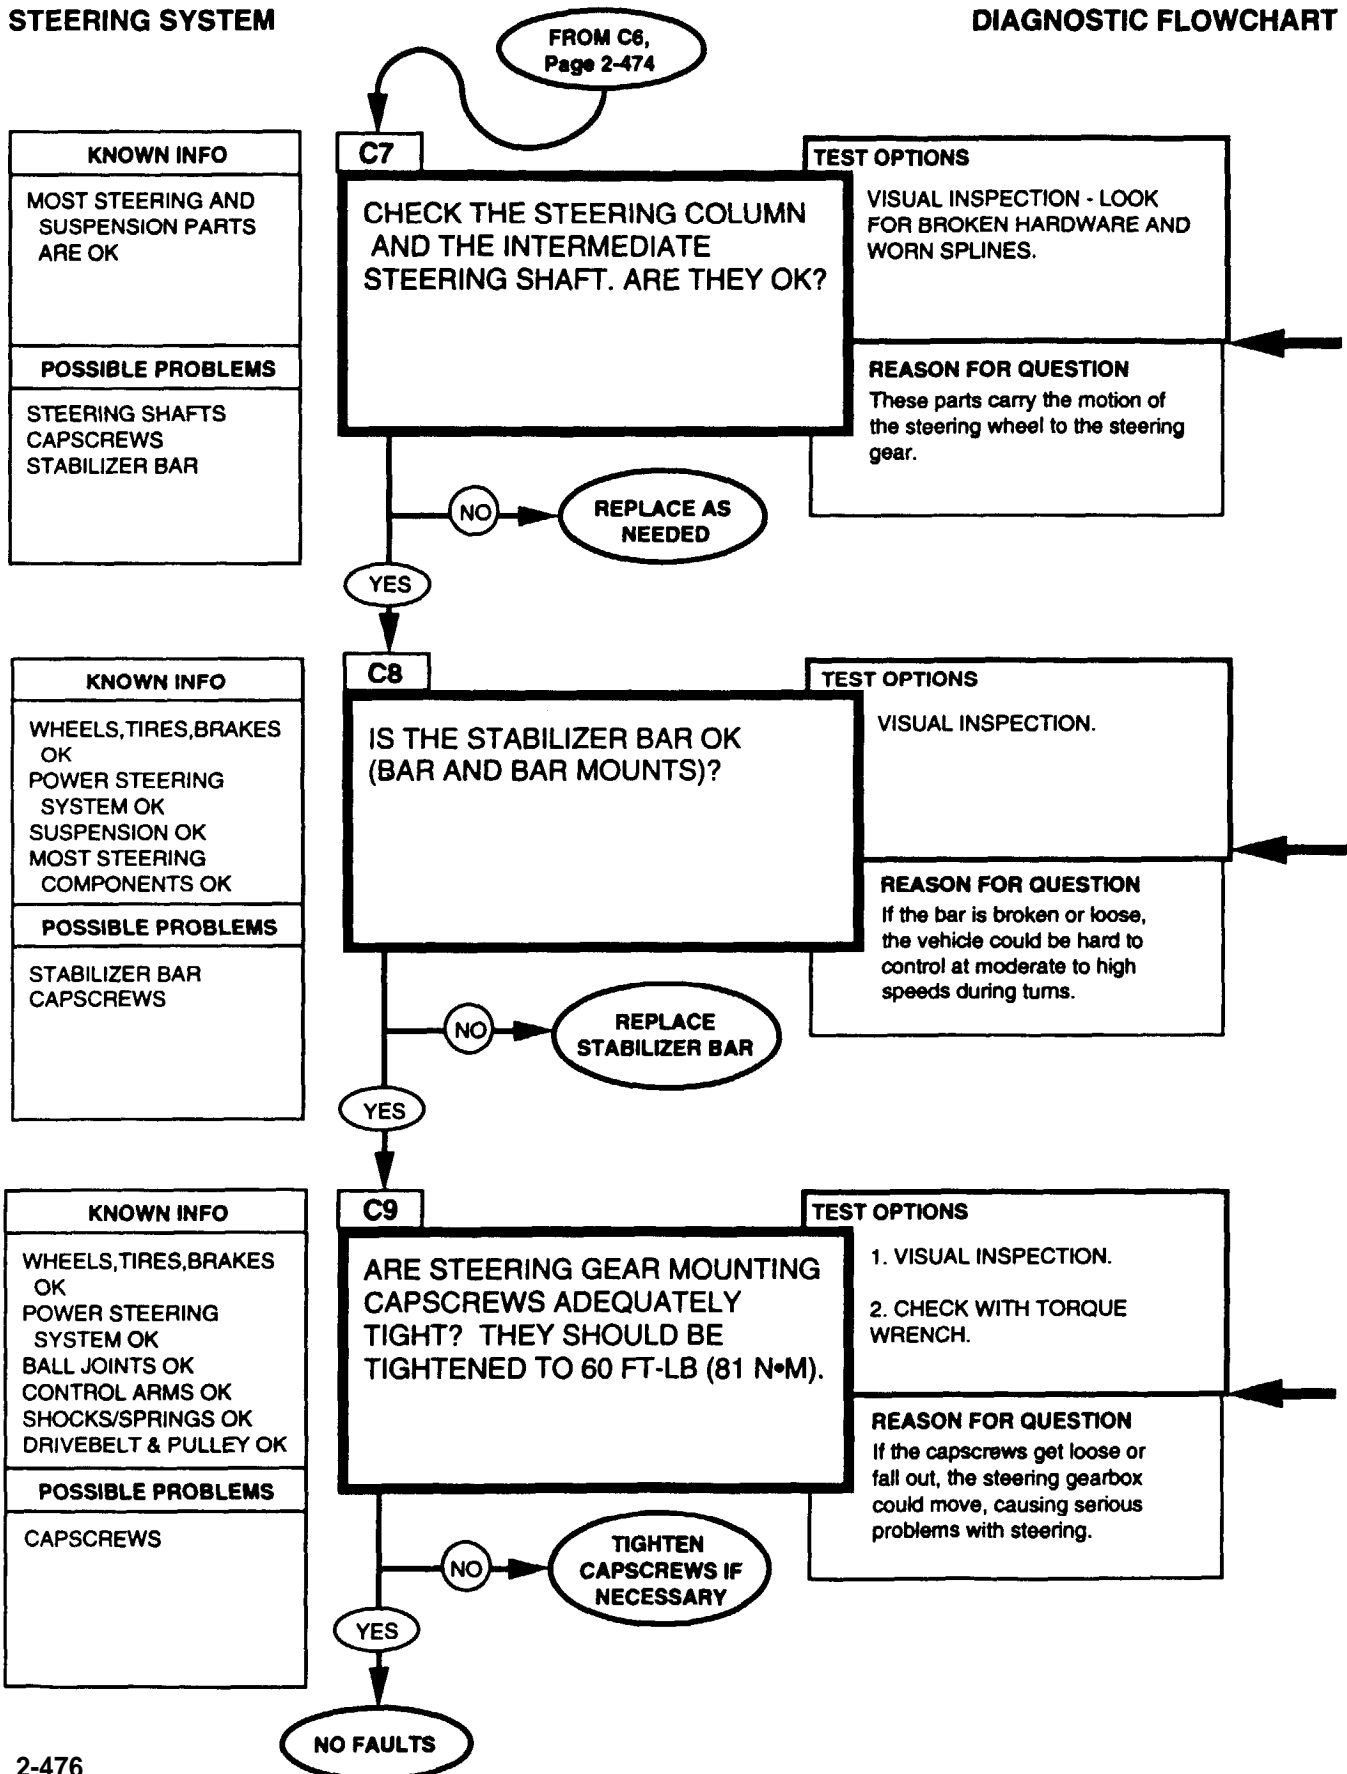 STEERING SYSTEM
DIAGNOSTIC FLOWCHART
FROM C6,
Page 2-474
KNOWN INFO
MOST STEERING AND
SUSPENSION PARTS
ARE OK
POSSIBLE PROBLEMS
STEERING SHAFTS
CAPSCREWS
STABILIZER BAR
C7
CHECK THE STEERING COLUMN
AND THE INTERMEDIATE
STEERING SHAFT. ARE THEY OK?
TEST OPTIONS
VISUAL INSPECTION - LOOK
FOR BROKEN HARDWARE AND
WORN SPLINES.
REASON FOR QUESTION
These parts carry the motion of
the steering wheel to the steering
gear.
NO
REPLACE AS
NEEDED
YES
KNOWN INFO
WHEELS,TIRES,BRAKES
OK
POWER STEERING
SYSTEM OK
SUSPENSION OK
MOST STEERING
COMPONENTS OK
POSSIBLE PROBLEMS
STABILIZER BAR
CAPSCREWS
C8
IS THE STABILIZER BAR OK
(BAR AND BAR MOUNTS)?
TEST OPTIONS
VISUAL INSPECTION.
REASON FOR QUESTION
If the bar is broken or loose,
the vehicle could be hard to
control at moderate to high
speeds during turns.
NO
REPLACE
STABILIZER BAR
YES
KNOWN INFO
WHEELS,TIRES,BRAKES
OK
POWER STEERING
SYSTEM OK
BALL JOINTS OK
CONTROL ARMS OK
SHOCKS/SPRINGS OK
DRIVEBELT & PULLEY OK
POSSIBLE PROBLEMS
CAPSCREWS
C9
ARE STEERING GEAR MOUNTING
CAPSCREWS ADEQUATELY
TIGHT? THEY SHOULD BE
TIGHTENED TO 60 FT-LB (81 N•M).
TEST OPTIONS
1. VISUAL INSPECTION.
2. CHECK WITH TORQUE
WRENCH.
REASON FOR QUESTION
If the capscrews get loose or
fall out, the steering gearbox
could move, causing serious
problems with steering.
NO
TIGHTEN
CAPSCREWS IF
NECESSARY
YES
NO FAULTS
2-476